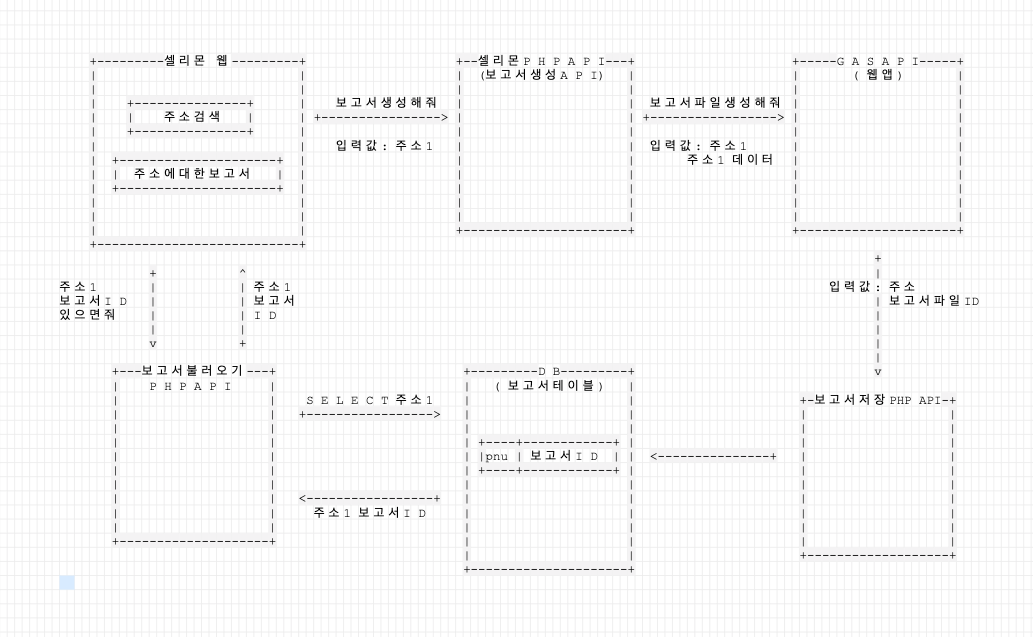 셀리몬 웹
셀리몬PHPAPI
(보고서생성API)
GASAPI
(웹앱)
보고서생성해줘
보고서파일생성해줘
주소검색
입력값: 주소1
입력값: 주소1
주소1 데이터
주소에대한보고서
주소1
보고서ID
있으면줘
주소1
보고서
ID
입력값: 주소
보고서파일ID
보고서불러오기
PHPAPI
DB
(보고서테이블)
SELECT 주소1
보고서저장PHP API
pnu | 보고서ID
주소1 보고서ID